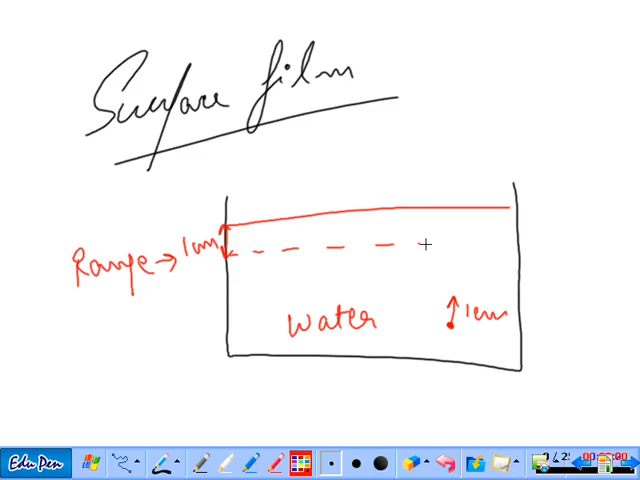 Surface film
Range → 1cm
Water
1cm
Edu Pen